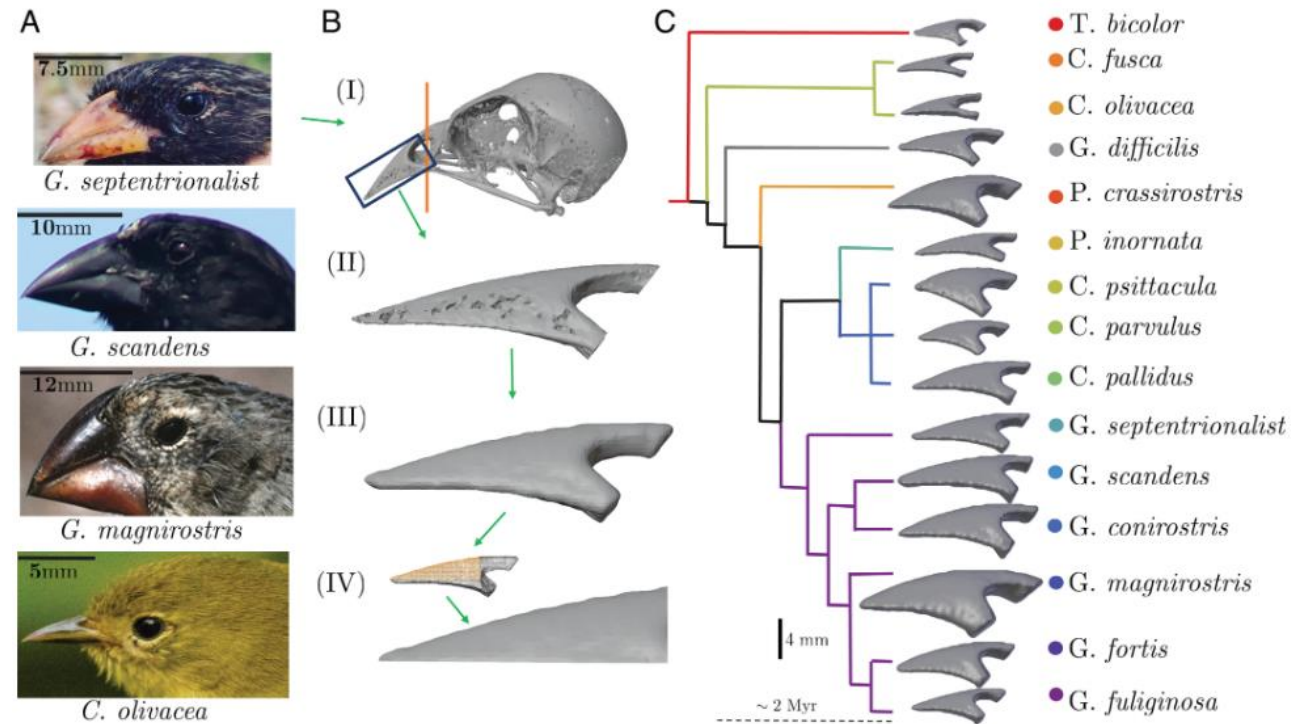 A
7.5mm
G. septentrionalist
10mm
G. scandens
12mm
G. magnirostris
5mm
C. olivacea
B
(I)
(II)
(III)
(IV)
C
T. bicolor
C. fusca
C. olivacea
G. difficilis
P. crassirostris
P. inornata
C. psittacula
C. parvulus
C. pallidus
G. septentrionalist
G. scandens
G. conirostris
G. magnirostris
G. fortis
G. fuliginosa
4 mm
~ 2 Myr